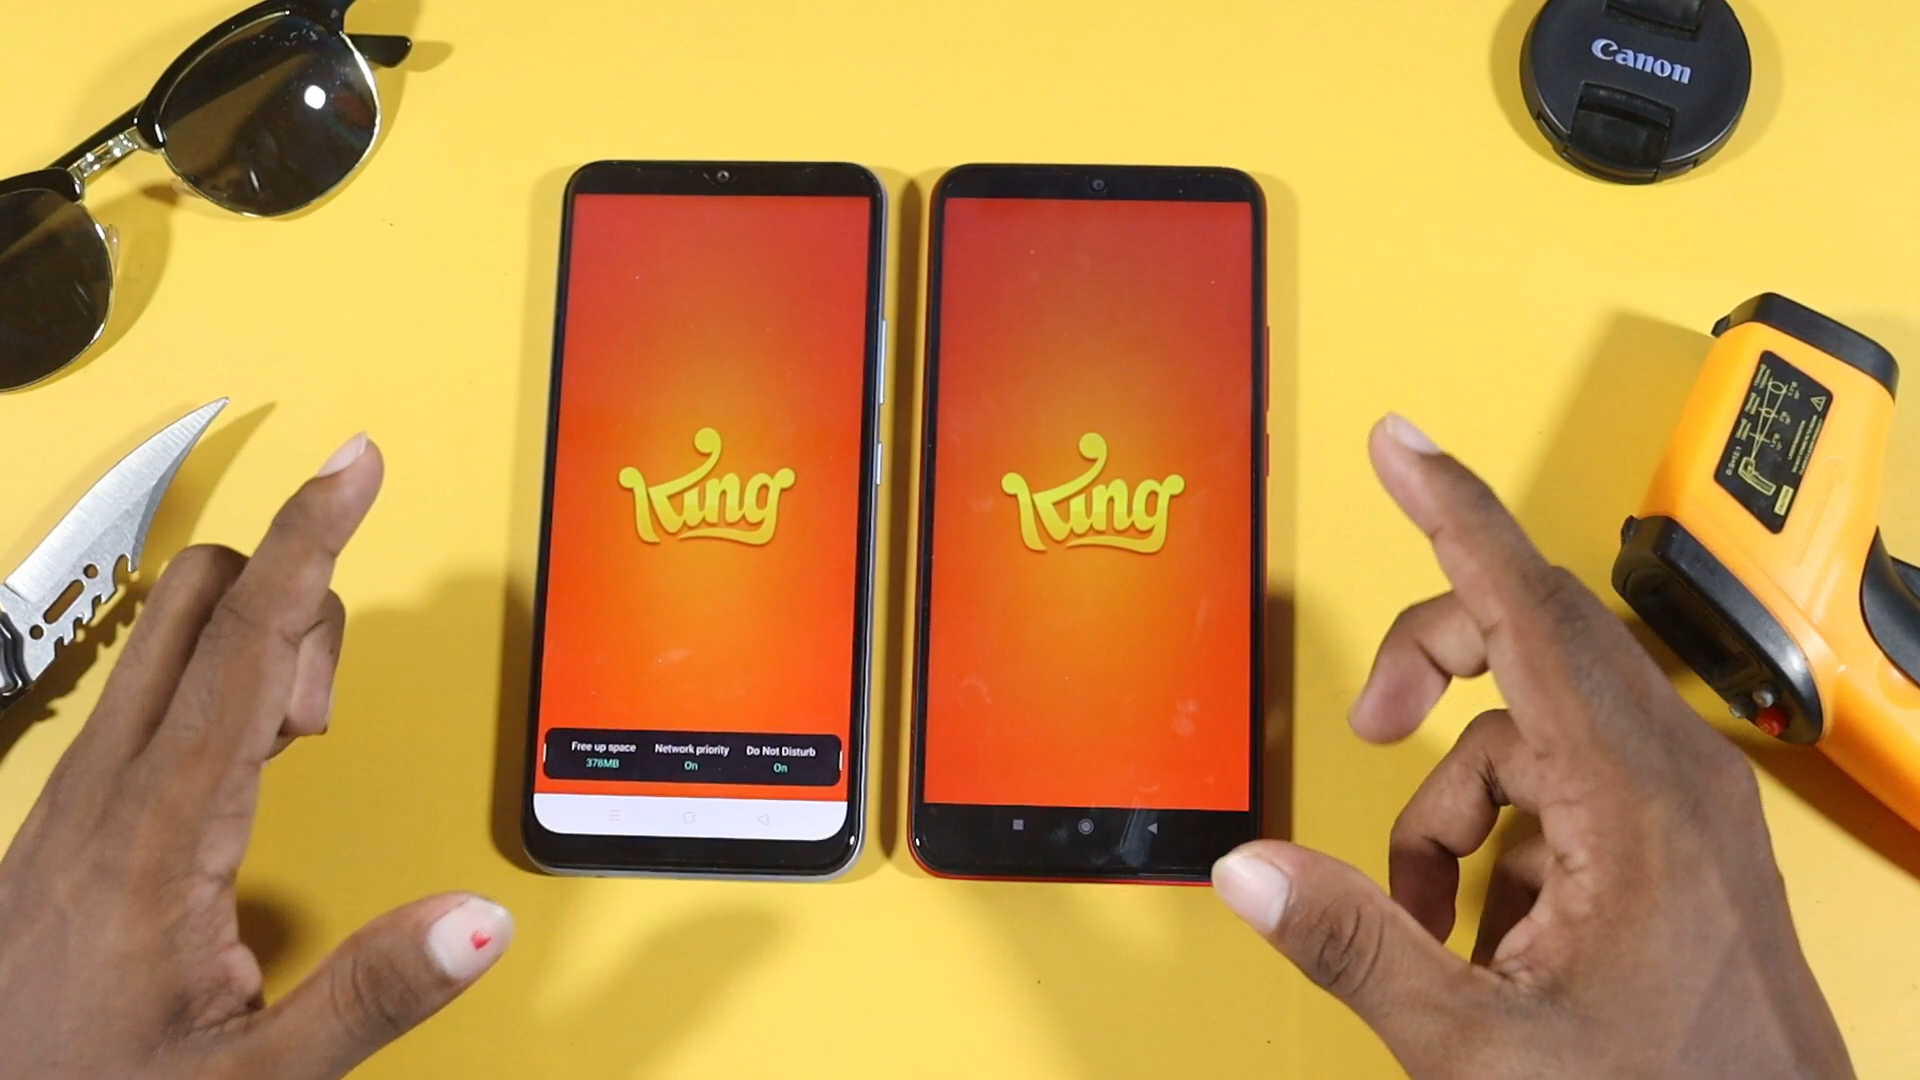 Canon
King
King
Free up space
378MB
Network priority
On
Do Not Disturb
On